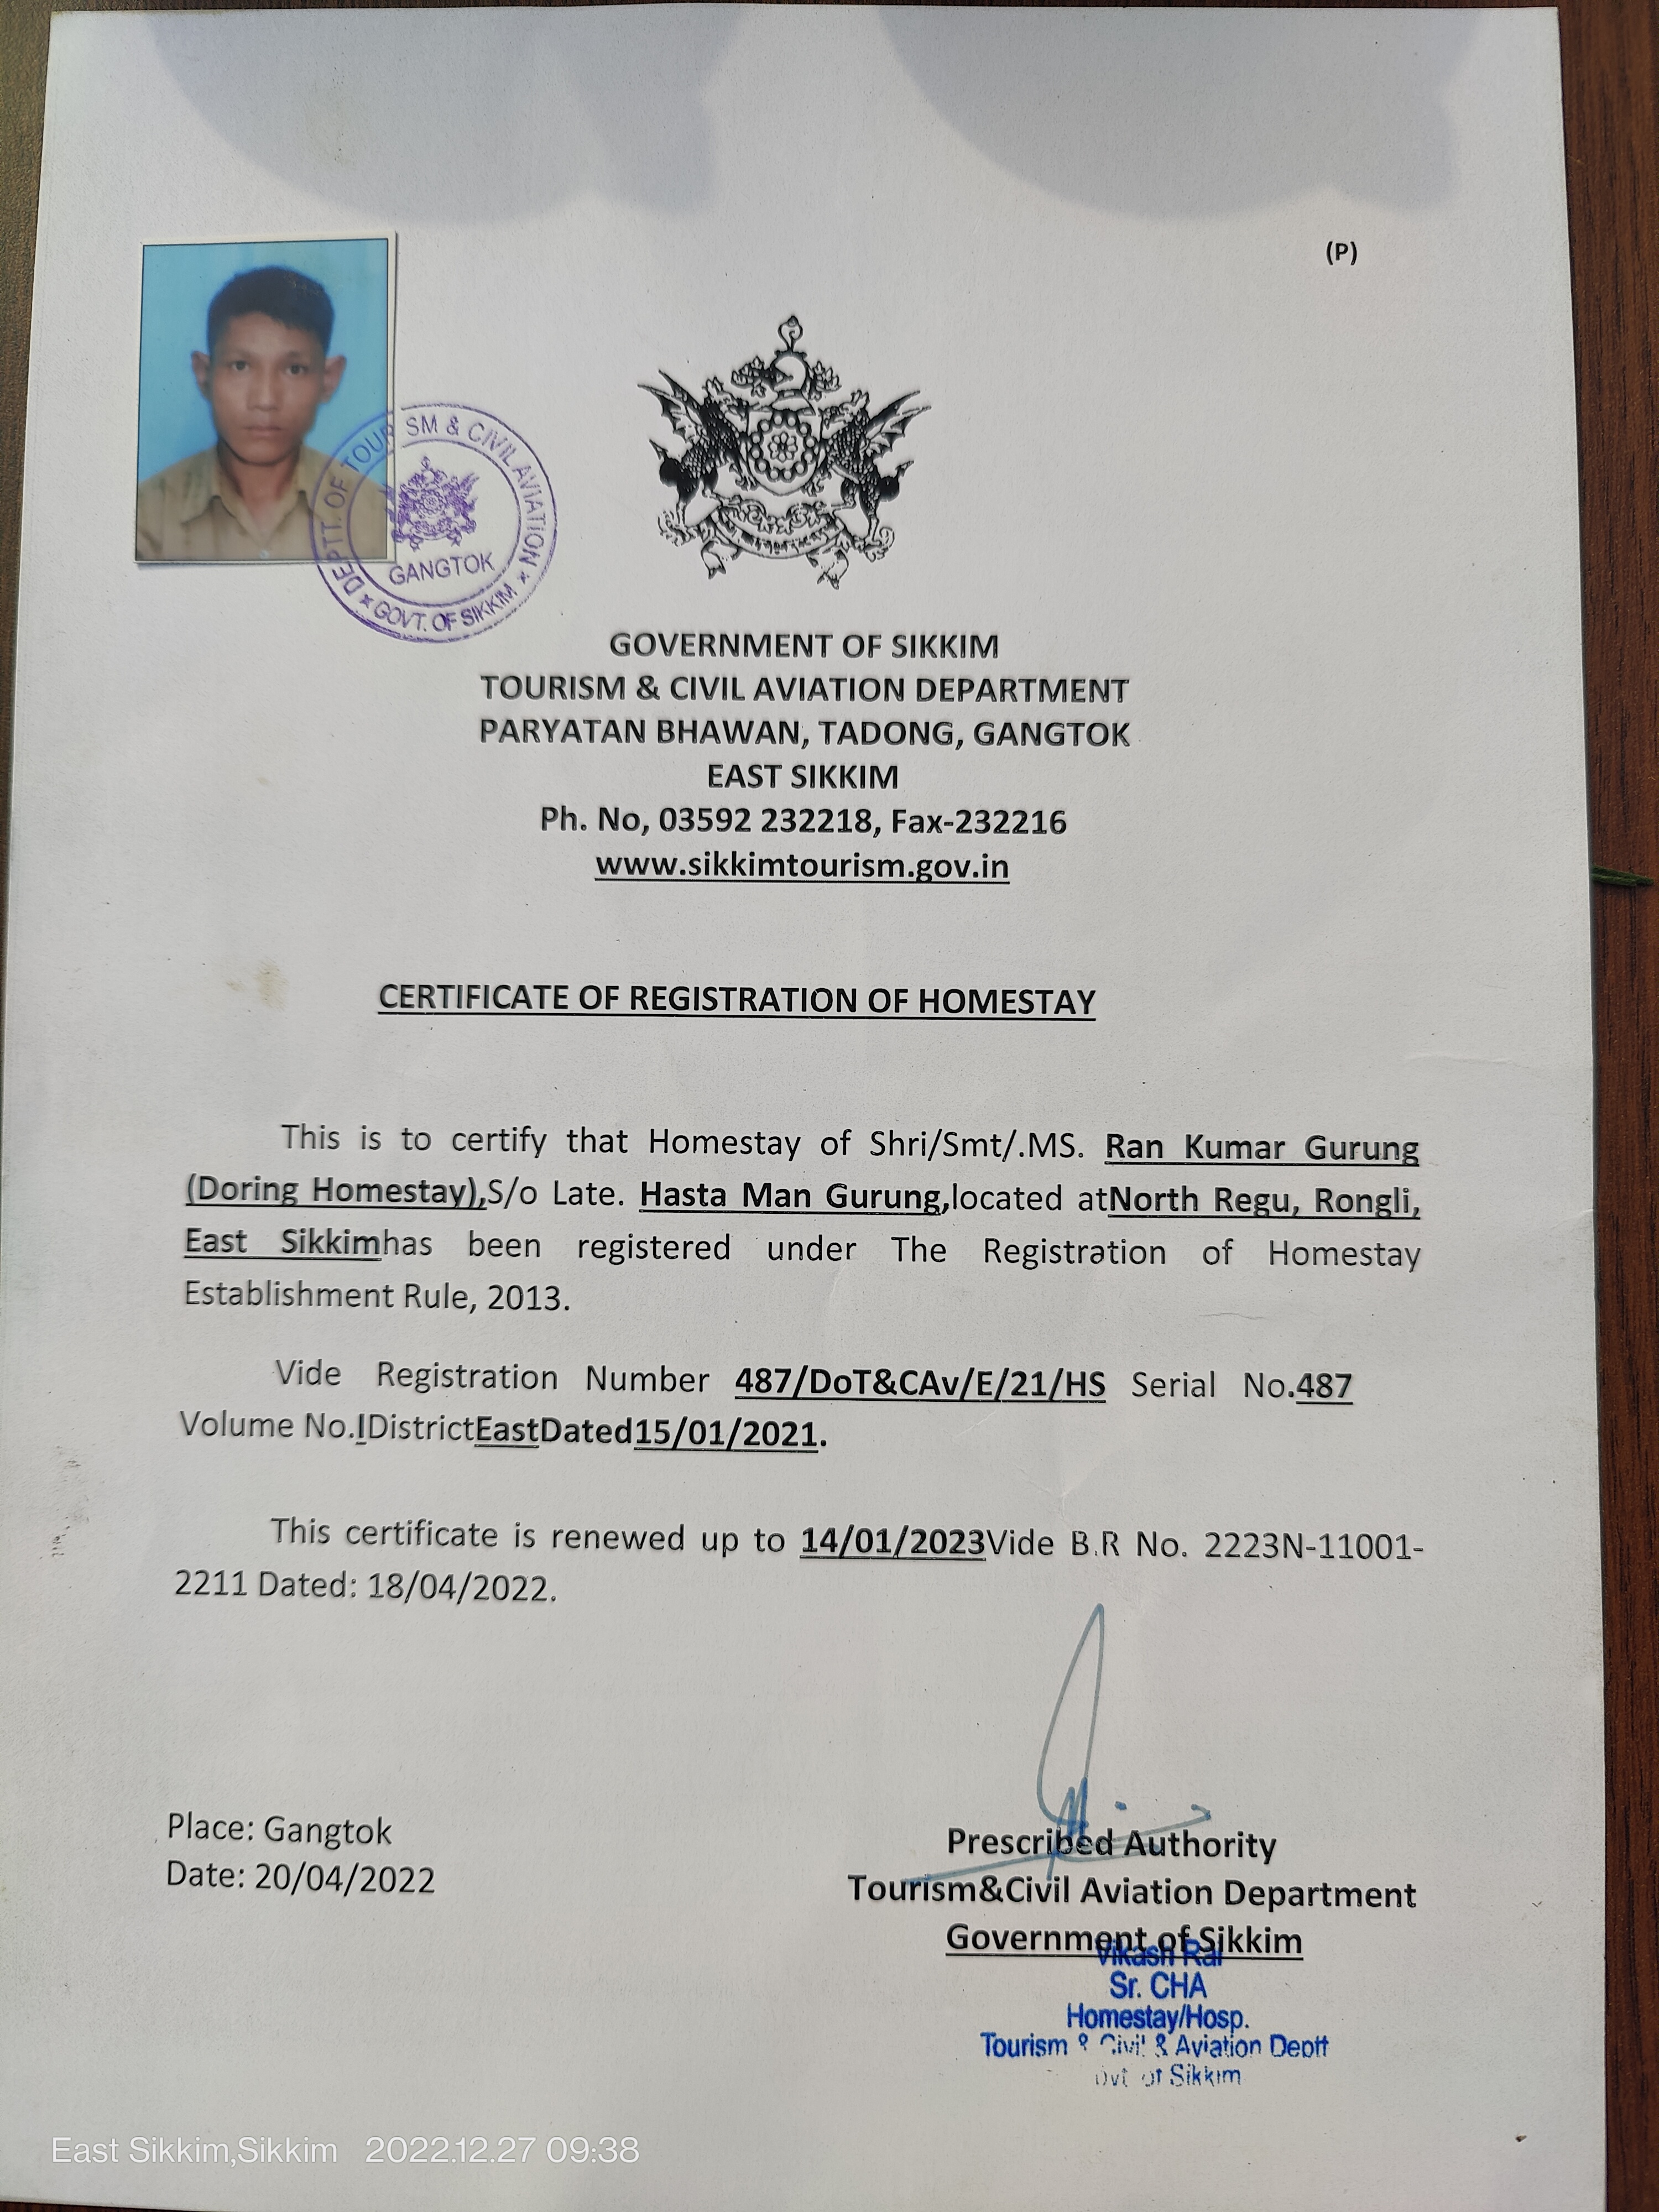 (P)
DEPTT. OF TOURISM & CIVIL AVIATION
GANGTOK
* GOVT. OF SIKKIM *
GOVERNMENT OF SIKKIM
TOURISM & CIVIL AVIATION DEPARTMENT
PARYATAN BHAWAN, TADONG, GANGTOK
EAST SIKKIM
Ph. No, 03592 232218, Fax-232216
www.sikkimtourism.gov.in
CERTIFICATE OF REGISTRATION OF HOMESTAY
This is to certify that Homestay of Shri/Smt/.MS. Ran Kumar Gurung
(Doring Homestay),S/o Late. Hasta Man Gurung,located atNorth Regu, Rongli,
East Sikkimhas been registered under The Registration of Homestay
Establishment Rule, 2013.
Vide Registration Number 487/DoT&CAv/E/21/HS Serial No.487
Volume No.IDistrictEastDated15/01/2021.
This certificate is renewed up to 14/01/2023Vide B.R No. 2223N-11001-
2211 Dated: 18/04/2022.
Place: Gangtok
Date: 20/04/2022
Prescribed Authority
Tourism&Civil Aviation Department
Government of Sikkim
Vikash Rai
Sr. CHA
Homestay/Hosp.
Tourism & Civil & Aviation Deptt
of Sikkim
East Sikkim,Sikkim 2022.12.27 09:38